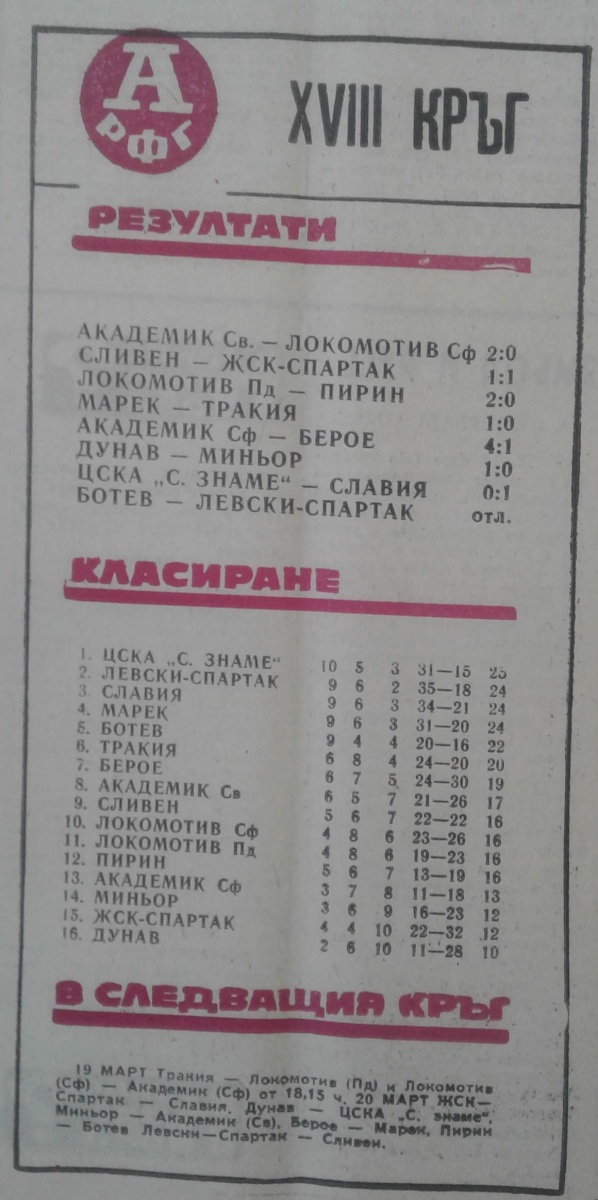 А
РФГ
XVIII КРЪГ
РЕЗУЛТАТИ
АКАДЕМИК Св. — ЛОКОМОТИВ Сф 2:0
СЛИВЕН — ЖСК-СПАРТАК 1:1
ЛОКОМОТИВ Пд — ПИРИН 2:0
МАРЕК — ТРАКИЯ 1:0
АКАДЕМИК Сф — БЕРОЕ 4:1
ДУНАВ — МИНЬОР 1:0
ЦСКА „С. ЗНАМЕ“ — СЛАВИЯ 0:1
БОТЕВ — ЛЕВСКИ-СПАРТАК отл.
КЛАСИРАНЕ
1. ЦСКА „С. ЗНАМЕ“ 10 5 3 31—15 25
2. ЛЕВСКИ-СПАРТАК 9 6 2 35—18 24
3. СЛАВИЯ 9 6 3 34—21 24
4. МАРЕК 9 6 3 31—20 24
5. БОТЕВ 9 4 4 20—16 22
6. ТРАКИЯ 6 8 4 24—20 20
7. БЕРОЕ 6 7 5 24—30 19
8. АКАДЕМИК Св 6 5 7 21—26 17
9. СЛИВЕН 5 6 7 22—22 16
10. ЛОКОМОТИВ Сф 4 8 6 23—26 16
11. ЛОКОМОТИВ Пд 4 8 6 19—23 16
12. ПИРИН 5 6 7 13—19 16
13. АКАДЕМИК Сф 3 7 8 11—18 13
14. МИНЬОР 3 6 9 16—23 12
15. ЖСК-СПАРТАК 4 4 10 22—32 12
16. ДУНАВ 2 6 10 11—28 10
В СЛЕДВАЩИЯ КРЪГ
19 МАРТ Тракия — Локомотив (Пд) и Локомотив
(Сф) — Академик (Сф) от 18,15 ч. 20 МАРТ ЖСК—
Спартак — Славия, Дунав — ЦСКА „С. знаме“,
Миньор — Академик (Св), Берое — Марек, Пирин
— Ботев Левски—Спартак — Сливен.